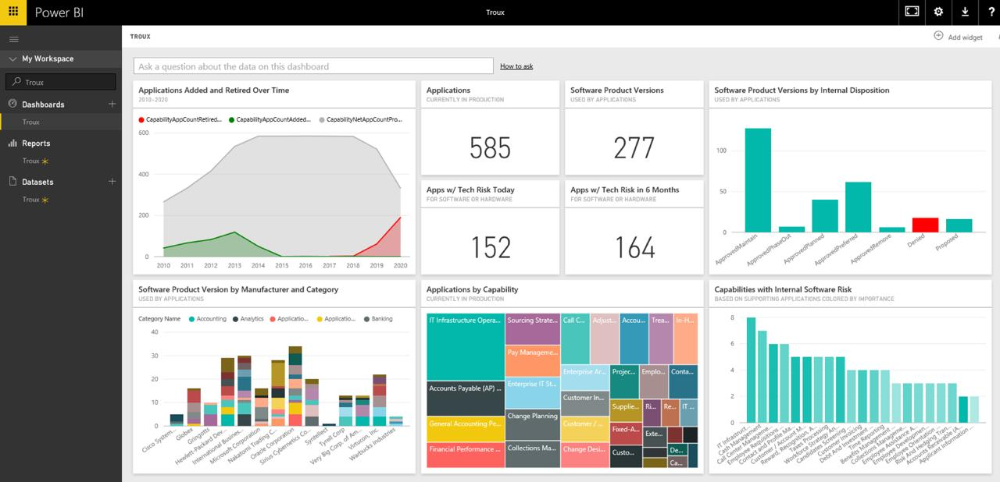 Power BI
Troux
?
TROUX
Add widget
My Workspace
Troux
Dashboards
Troux
Reports
Troux
Datasets
Troux
Ask a question about the data on this dashboard
How to ask
Applications Added and Retired Over Time
2010-2020
CapabilityAppCountRetired... CapabilityAppCountAdded... CapabilityNetAppCountPro...
600
400
200
0
2010 2011 2012 2013 2014 2015 2016 2017 2018 2019 2020
Applications
CURRENTLY IN PRODUCTION
585
Software Product Versions
USED BY APPLICATIONS
277
Apps w/ Tech Risk Today
FOR SOFTWARE OR HARDWARE
152
Apps w/ Tech Risk in 6 Months
FOR SOFTWARE OR HARDWARE
164
Software Product Versions by Internal Disposition
USED BY APPLICATIONS
100
50
0
ApprovedMaintain
ApprovedPhaseOut
ApprovedPlanned
ApprovedPreferred
ApprovedRemove
Denied
Proposed
Software Product Version by Manufacturer and Category
USED BY APPLICATIONS
Category Name Accounting Analytics Applicatio... Applicatio... Banking
40
30
20
10
0
Cisco System...
Globex
Gringotts
Hewlett-Packard Dev...
International Busines...
Microsoft Corporation
Nakatomi Trading C...
Oracle Corporation
Sirius Cybernetics Co...
Symelled
Tyrell Corp
Very Big Corp. of Am...
Vimucon, Inc.
Warbucks Industries
Applications by Capability
CURRENTLY IN PRODUCTION
IT Infrastructure Opera...
Accounts Payable (AP) ...
General Accounting Pe...
Financial Performance ...
Sourcing Strate...
Pay Manageme...
Enterprise IT St...
Change Planning
Collections Ma...
Call C...
Adjust...
Accou...
Trea...
In-H...
Enterprise Ar...
Customer In...
Customer / ...
Change Desi...
Projec...
Emplo...
Conta...
Supplie...
Ri...
Re...
IT ...
Fixed-A...
Exte...
Custo...
De...
Ca...
Capabilities with Internal Software Risk
BASED ON SUPPORTING APPLICATIONS COLORED BY IMPORTANCE
8
6
4
2
0
IT Infrastruct...
Cash Management
Call Center Manage...
Employee Requisitions
Contact and Profile Ma...
Customer / Account M...
Reward, Recognition A...
Taxes Processing
Workforce Strategy An...
Candidates Screening
Customer Invoicing
Debt And Investment ...
Time Reporting
Benefits Management...
Collections Manageme...
Employee Assistance ...
Employee Developmen...
Employee Orientation
Risk And Hedging Tran...
Accounts Receivable (A...
Applicant Information...